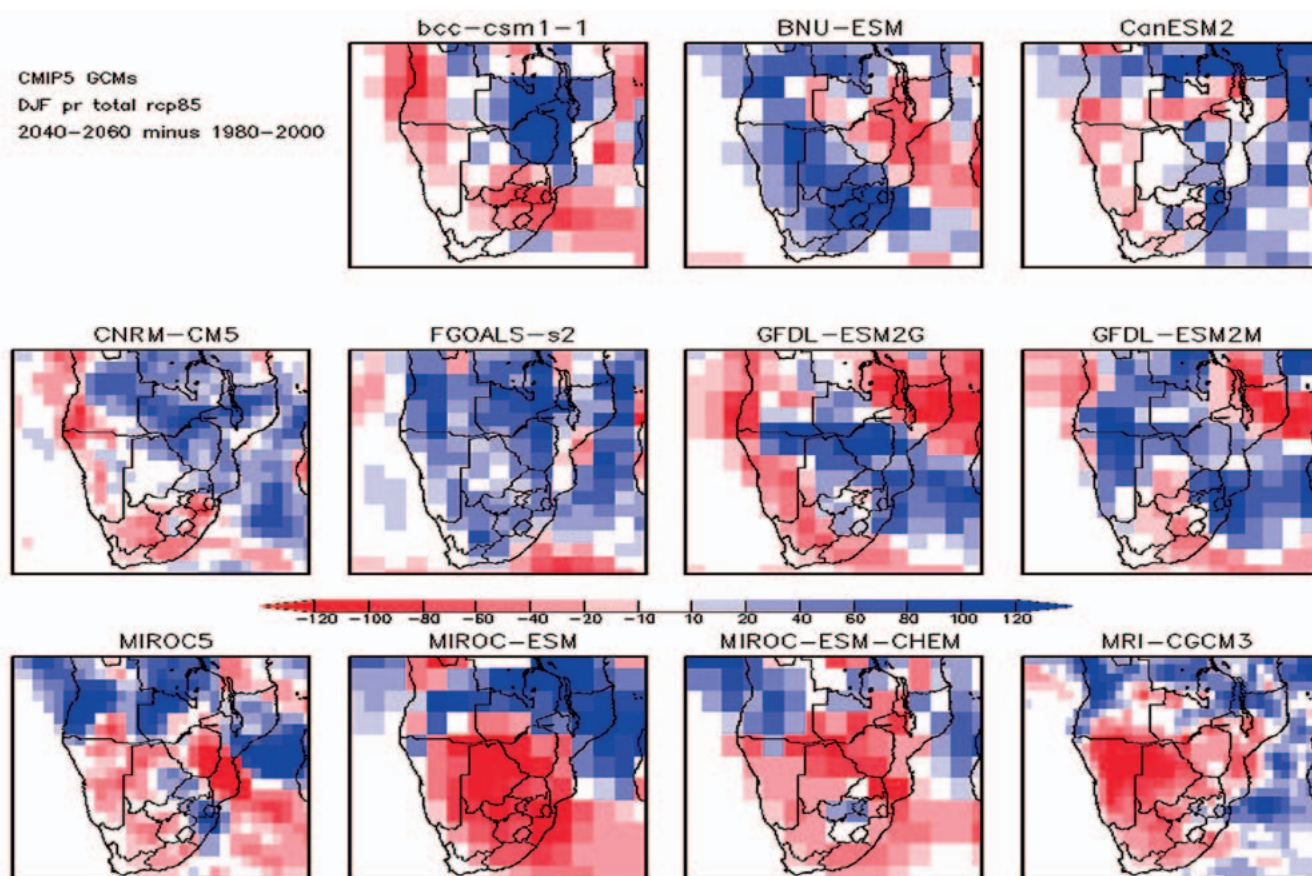 bcc-csm1-1
BNU-ESM
CanESM2
CMIP5 GCMs
DJF pr total rcp85
2040-2060 minus 1980-2000
CNRM-CM5
FGOALS-s2
GFDL-ESM2G
GFDL-ESM2M
-120 -100 -80 -60 -40 -20 -10 10 20 40 60 80 100 120
MIROC5
MIROC-ESM
MIROC-ESM-CHEM
MRI-CGCM3